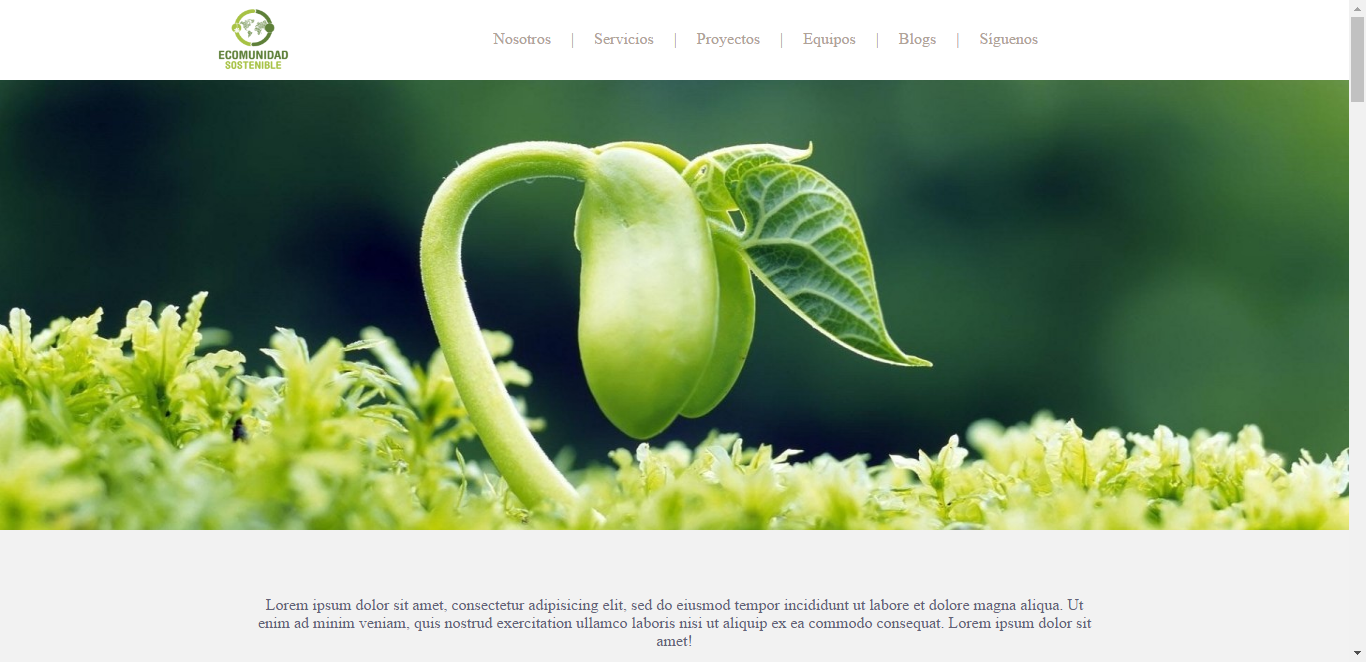 ECOMUNIDAD
SOSTENIBLE
Nosotros | Servicios | Proyectos | Equipos | Blogs | Síguenos
Lorem ipsum dolor sit amet, consectetur adipisicing elit, sed do eiusmod tempor incididunt ut labore et dolore magna aliqua. Ut
enim ad minim veniam, quis nostrud exercitation ullamco laboris nisi ut aliquip ex ea commodo consequat. Lorem ipsum dolor sit
amet!